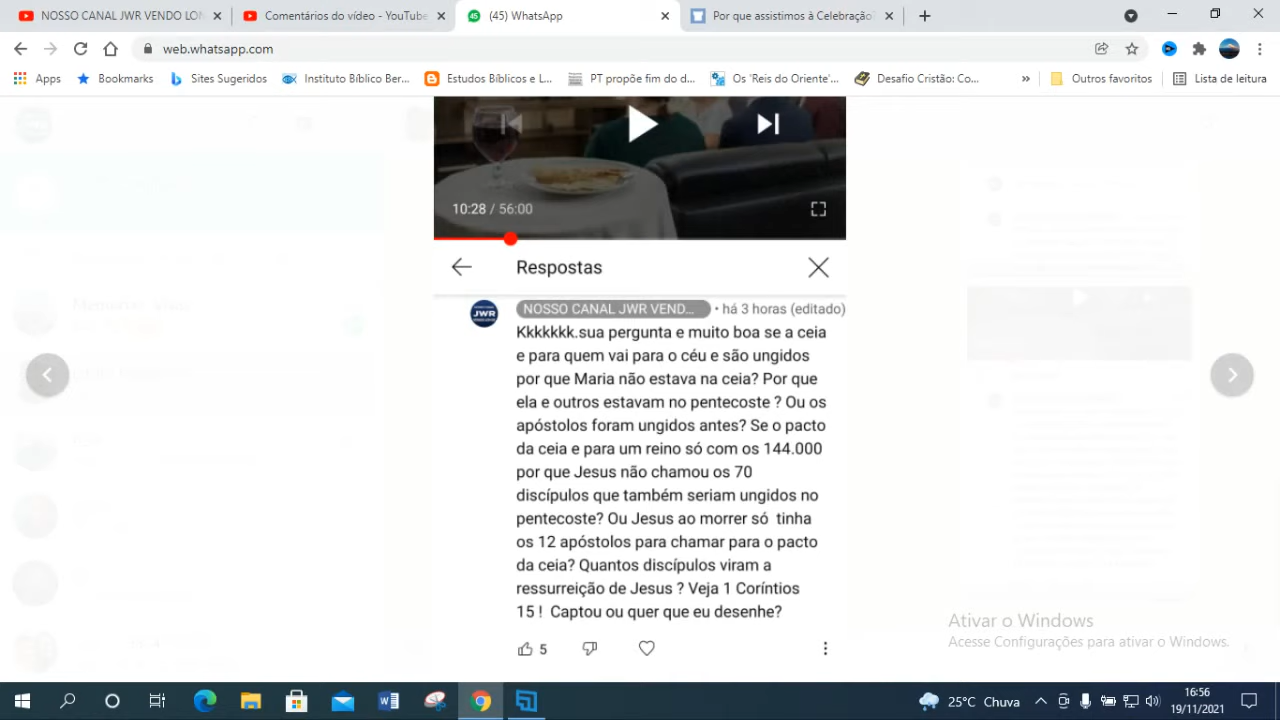 NOSSO CANAL JWR VENDO LON
Comentários do vídeo - YouTube
(45) WhatsApp
Por que assistimos à Celebração
web.whatsapp.com
Apps
Bookmarks
Sites Sugeridos
Instituto Bíblico Ber...
Estudos Bíblicos e L...
PT propõe fim do d...
Os 'Reis do Oriente'...
Desafio Cristão: Co...
»
Outros favoritos
Lista de leitura
10:28 / 56:00
Respostas
JWR
NOSSO CANAL JWR VEND... • há 3 horas (editado)
Kkkkkkk.sua pergunta e muito boa se a ceia
e para quem vai para o céu e são ungidos
por que Maria não estava na ceia? Por que
ela e outros estavam no pentecoste ? Ou os
apóstolos foram ungidos antes? Se o pacto
da ceia e para um reino só com os 144.000
por que Jesus não chamou os 70
discípulos que também seriam ungidos no
pentecoste? Ou Jesus ao morrer só tinha
os 12 apóstolos para chamar para o pacto
da ceia? Quantos discípulos viram a
ressurreição de Jesus ? Veja 1 Coríntios
15 ! Captou ou quer que eu desenhe?
5
Ativar o Windows
Acesse Configurações para ativar o Windows.
25°C Chuva
16:56
19/11/2021